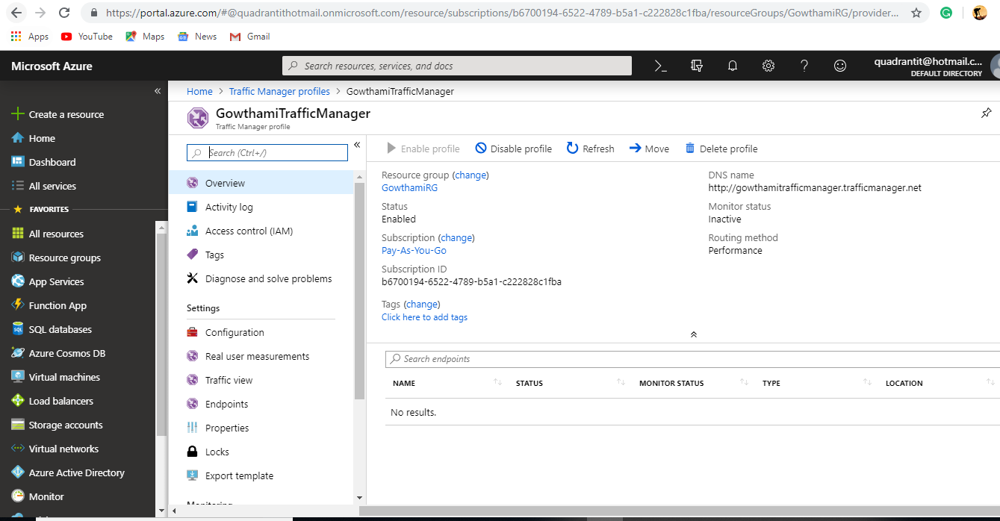 https://portal.azure.com/#@quadrantithotmail.onmicrosoft.com/resource/subscriptions/b6700194-6522-4789-b5a1-c222828c1fba/resourceGroups/GowthamiRG/provider...
Apps YouTube Maps News Gmail
Microsoft Azure
Search resources, services, and docs
quadrantit@hotmail.c...
DEFAULT DIRECTORY
Create a resource
Home
Dashboard
All services
FAVORITES
All resources
Resource groups
App Services
Function App
SQL databases
Azure Cosmos DB
Virtual machines
Load balancers
Storage accounts
Virtual networks
Azure Active Directory
Monitor
Home > Traffic Manager profiles > GowthamiTrafficManager
GowthamiTrafficManager
Traffic Manager profile
Search (Ctrl+/)
Overview
Activity log
Access control (IAM)
Tags
Diagnose and solve problems
Settings
Configuration
Real user measurements
Traffic view
Endpoints
Properties
Locks
Export template
Monitoring
Enable profile Disable profile Refresh Move Delete profile
Resource group (change)
GowthamiRG
Status
Enabled
Subscription (change)
Pay-As-You-Go
Subscription ID
b6700194-6522-4789-b5a1-c222828c1fba
Tags (change)
Click here to add tags
DNS name
http://gowthamitrafficmanager.trafficmanager.net
Monitor status
Inactive
Routing method
Performance
Search endpoints
NAME STATUS MONITOR STATUS TYPE LOCATION
No results.